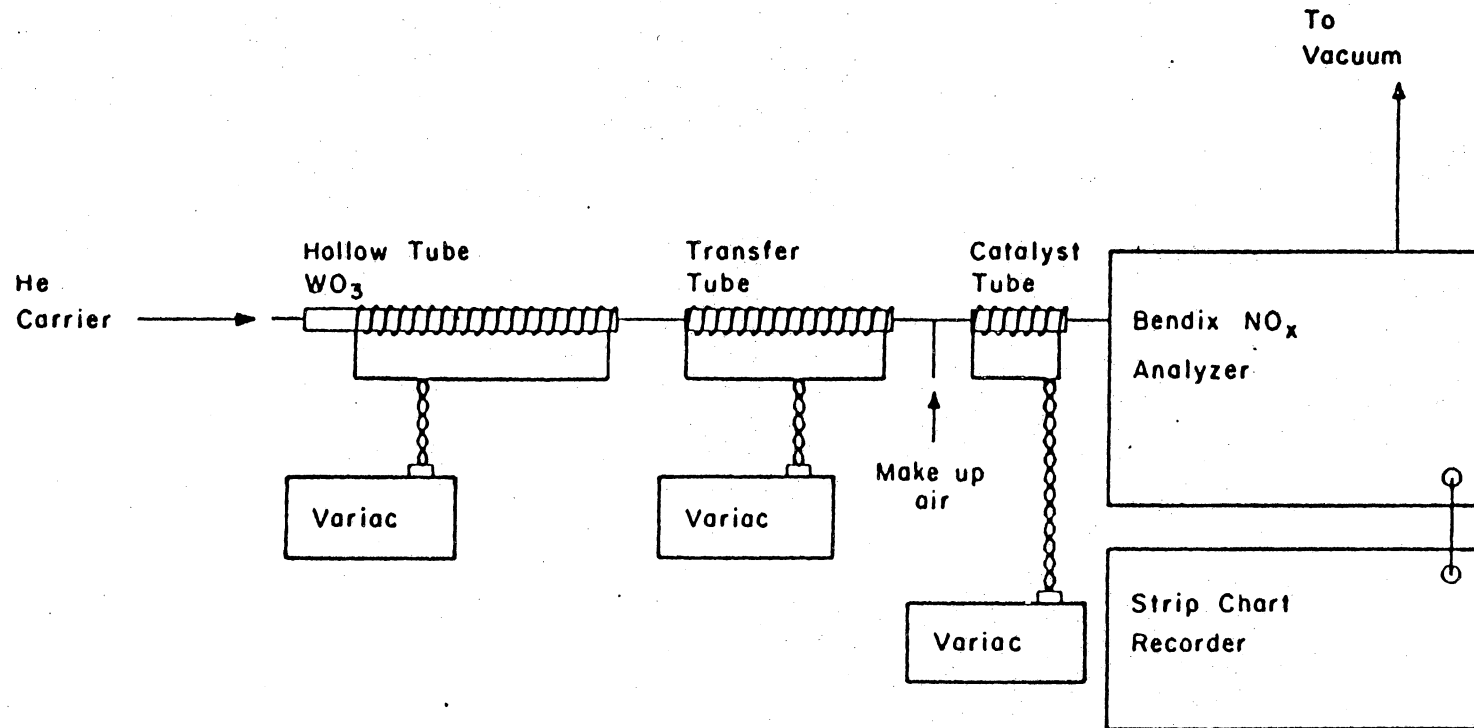 To
Vacuum
Hollow Tube
WO₃
Transfer
Tube
Catalyst
Tube
He
Carrier
Bendix NOₓ
Analyzer
Make up
air
Variac
Variac
Variac
Strip Chart
Recorder